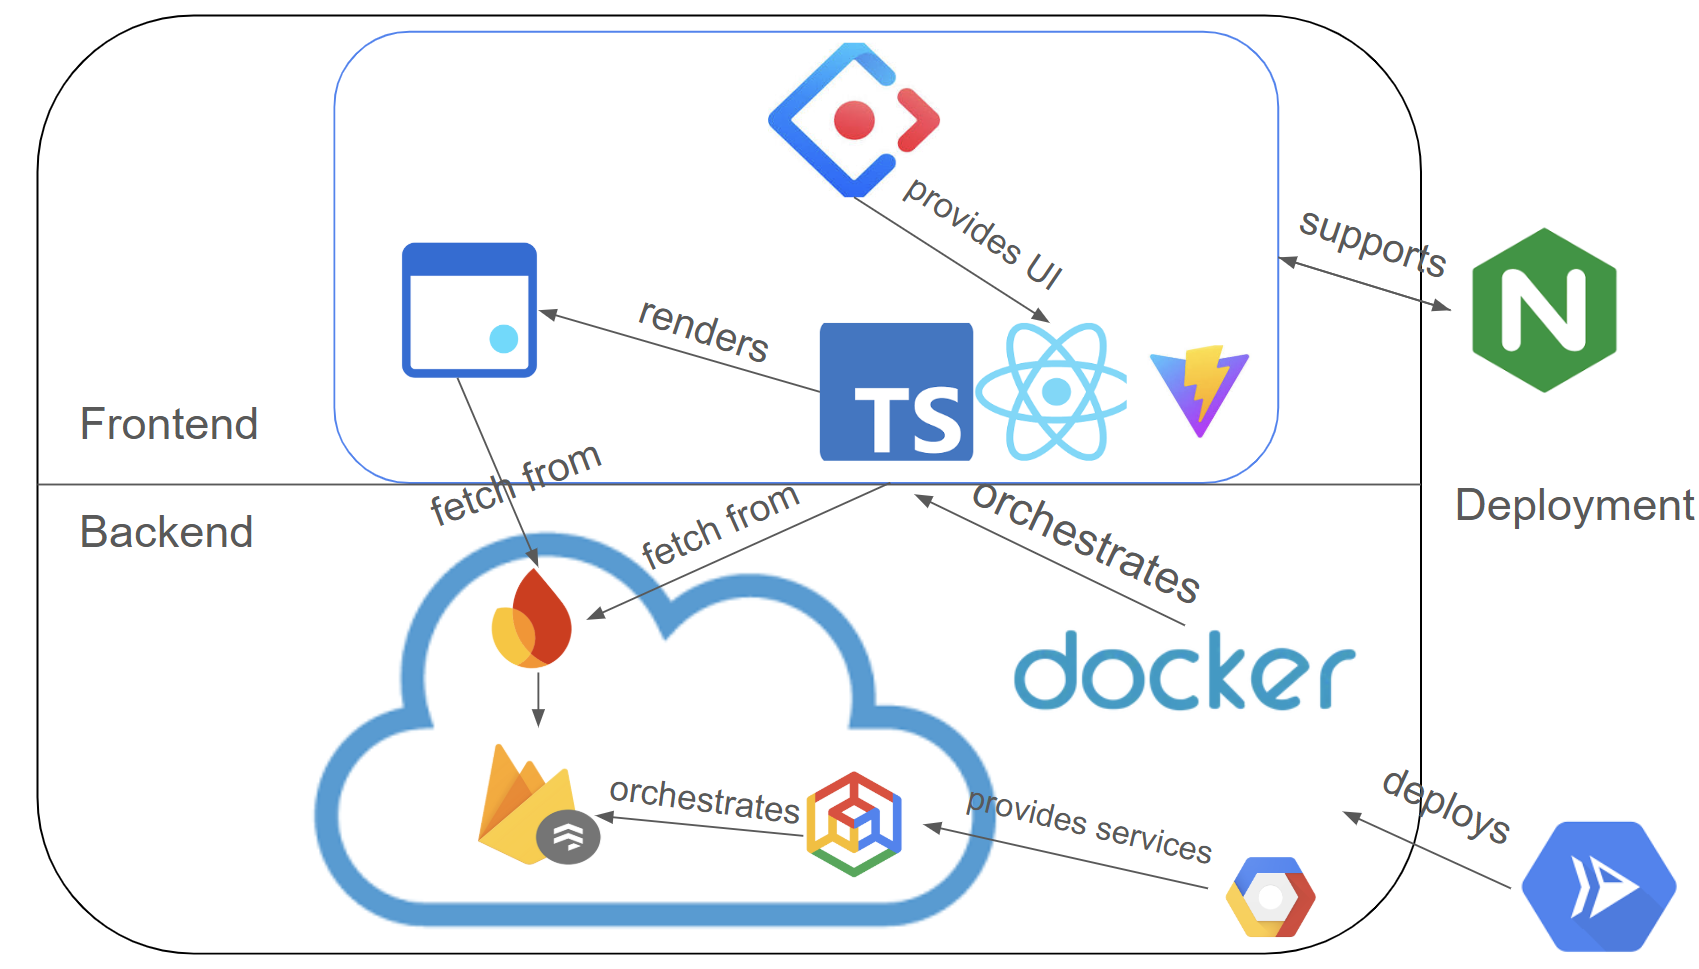 provides UI
supports
renders
TS
N
Frontend
fetch from
fetch from
orchestrates
Deployment
Backend
docker
orchestrates
provides services
deploys